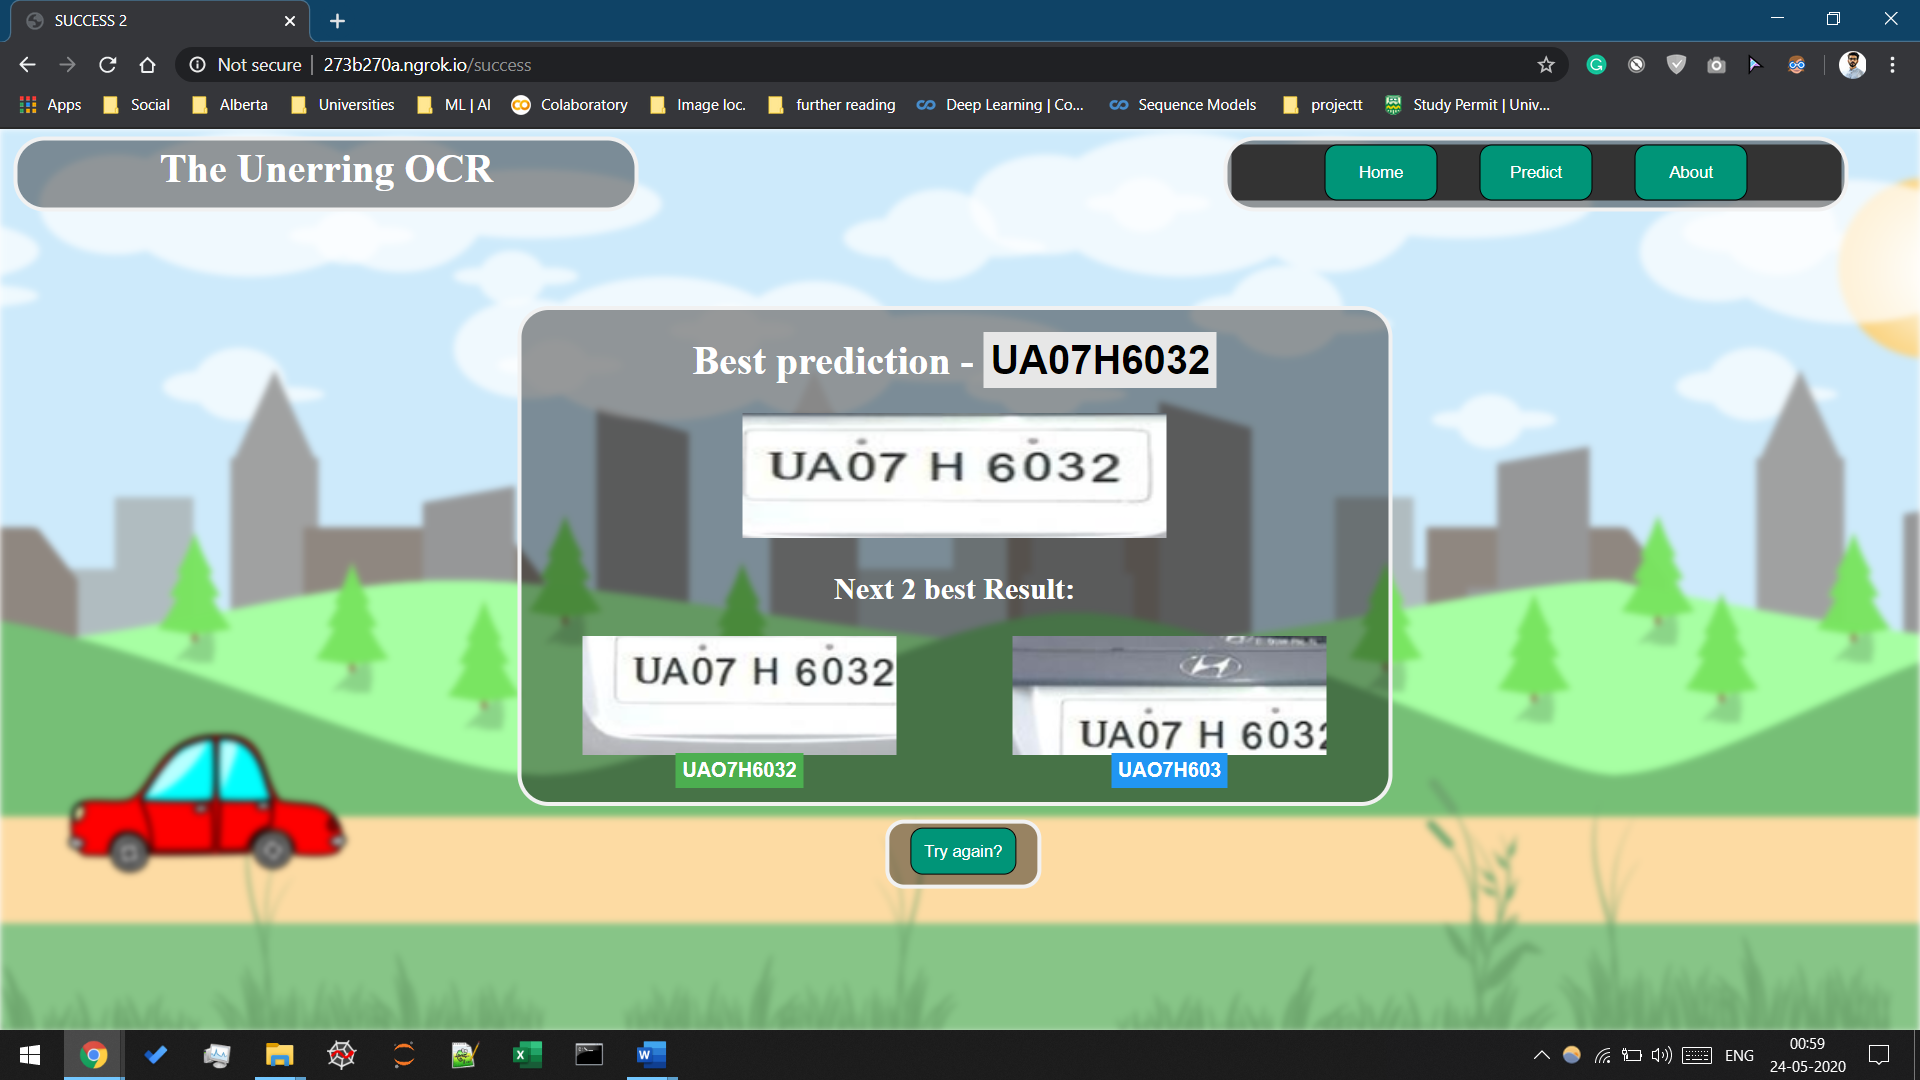 SUCCESS 2
Not secure | 273b270a.ngrok.io/success
Apps Social Alberta Universities ML | AI Colaboratory Image loc. further reading Deep Learning | Co... Sequence Models projectt Study Permit | Univ...
The Unerring OCR
Home Predict About
Best prediction - UA07H6032
UA07 H 6032
Next 2 best Result:
UA07 H 6032
UAO7H6032
UA07 H 6032
UAO7H603
Try again?
ENG
00:59
24-05-2020